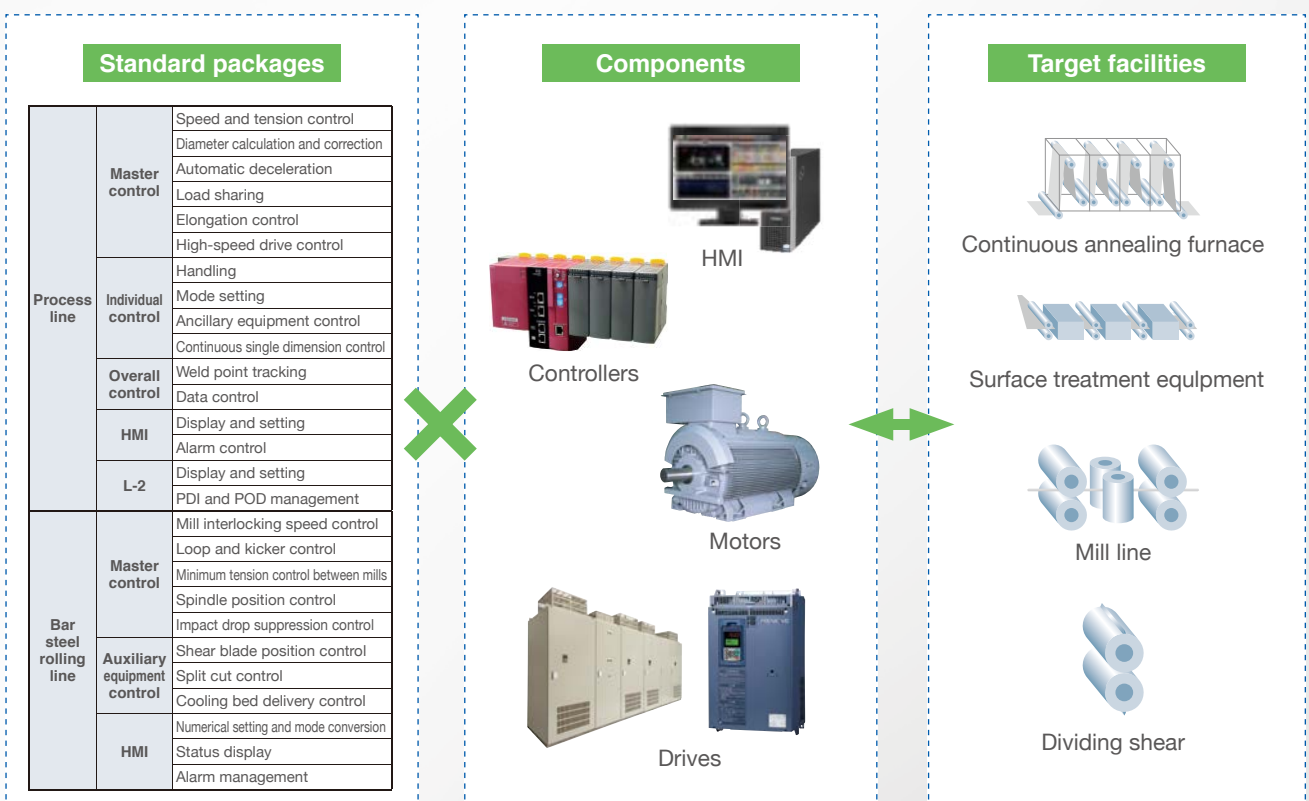 Standard packages
Process
line
Master
control
Speed and tension control
Diameter calculation and correction
Automatic deceleration
Load sharing
Elongation control
High-speed drive control
Individual
control
Handling
Mode setting
Ancillary equipment control
Continuous single dimension control
Overall
control
Weld point tracking
Data control
HMI
Display and setting
Alarm control
L-2
Display and setting
PDI and POD management
Bar
steel
rolling
line
Master
control
Mill interlocking speed control
Loop and kicker control
Minimum tension control between mills
Spindle position control
Impact drop suppression control
Auxiliary
equipment
control
Shear blade position control
Split cut control
Cooling bed delivery control
HMI
Numerical setting and mode conversion
Status display
Alarm management
Components
HMI
Controllers
Motors
Drives
Target facilities
Continuous annealing furnace
Surface treatment equlpment
Mill line
Dividing shear